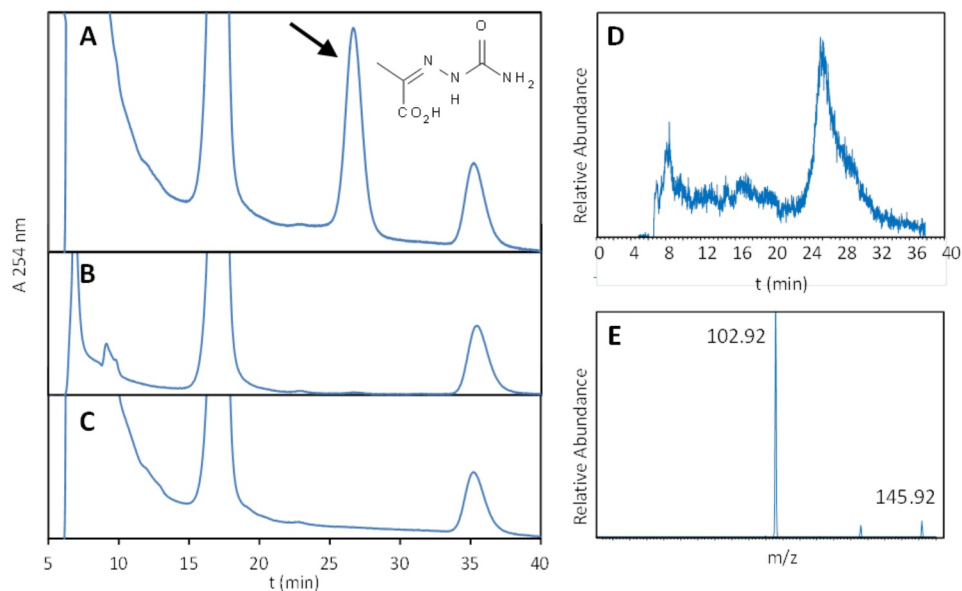 A
O
N
N
H
NH2
CO2H
B
C
A 254 nm
5 10 15 20 25 30 35 40
t (min)
D
Relative Abundance
0 4 8 12 16 20 24 28 32 36 40
t (min)
E
102.92
145.92
Relative Abundance
m/z